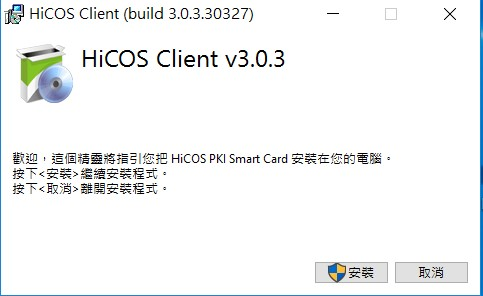 HiCOS Client (build 3.0.3.30327)
HiCOS Client v3.0.3
歡迎，這個精靈將指引您把 HiCOS PKI Smart Card 安裝在您的電腦。
按下<安裝>繼續安裝程式。
按下<取消>離開安裝程式。
安裝 取消